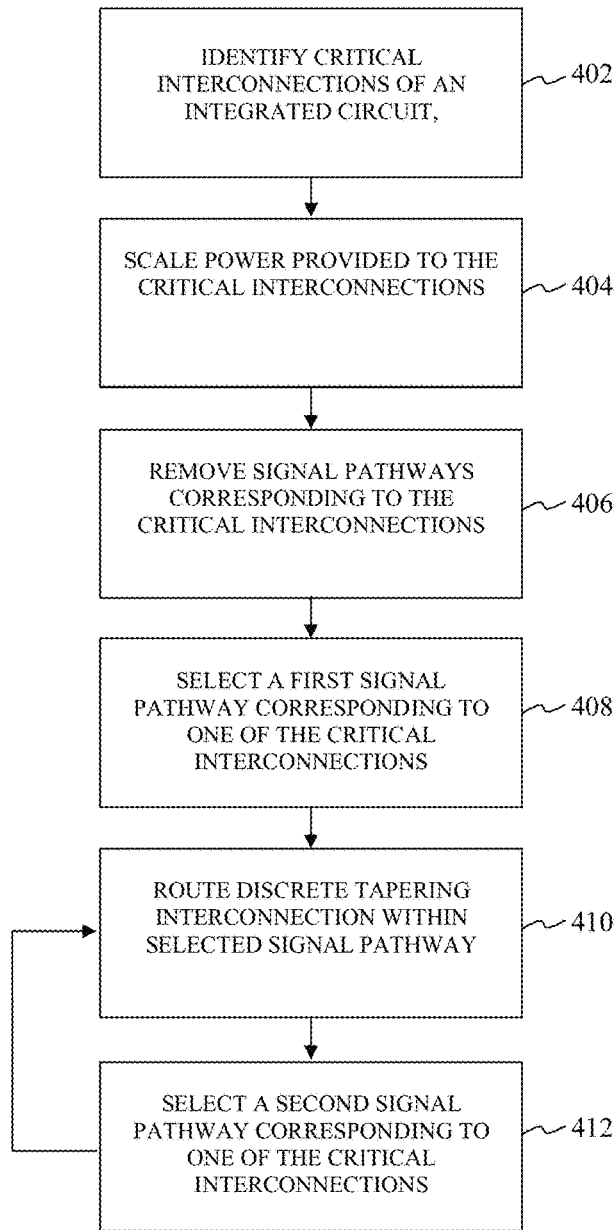 IDENTIFY CRITICAL
INTERCONNECTIONS OF AN
INTEGRATED CIRCUIT,
402
SCALE POWER PROVIDED TO THE
CRITICAL INTERCONNECTIONS
404
REMOVE SIGNAL PATHWAYS
CORRESPONDING TO THE
CRITICAL INTERCONNECTIONS
406
SELECT A FIRST SIGNAL
PATHWAY CORRESPONDING TO
ONE OF THE CRITICAL
INTERCONNECTIONS
408
ROUTE DISCRETE TAPERING
INTERCONNECTION WITHIN
SELECTED SIGNAL PATHWAY
410
SELECT A SECOND SIGNAL
PATHWAY CORRESPONDING TO
ONE OF THE CRITICAL
INTERCONNECTIONS
412